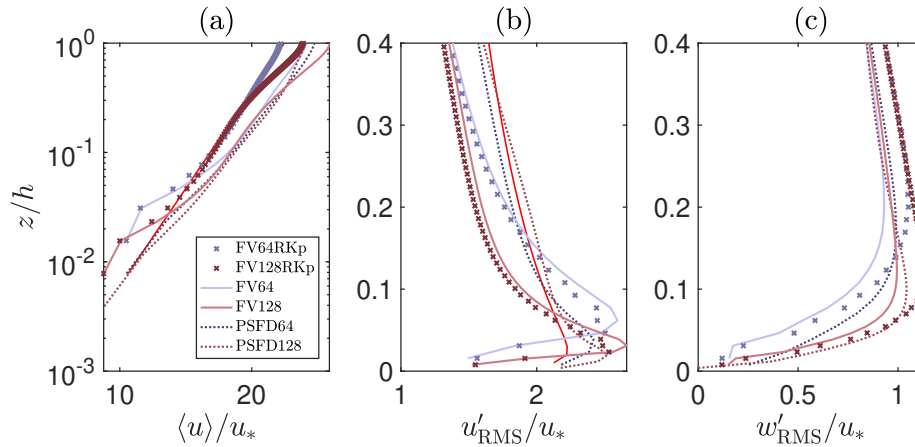 (a) (b) (c)
10^0 0.4 0.4
10^-1 0.3 0.3
z/h
10^-2 0.2 0.2
10^-3 0.1 0.1
0 0
FV64RKp
FV128RKp
FV64
FV128
PSFD64
PSFD128
10 20 1 2 0 0.5 1
⟨u⟩/u_* u′_RMS/u_* w′_RMS/u_*